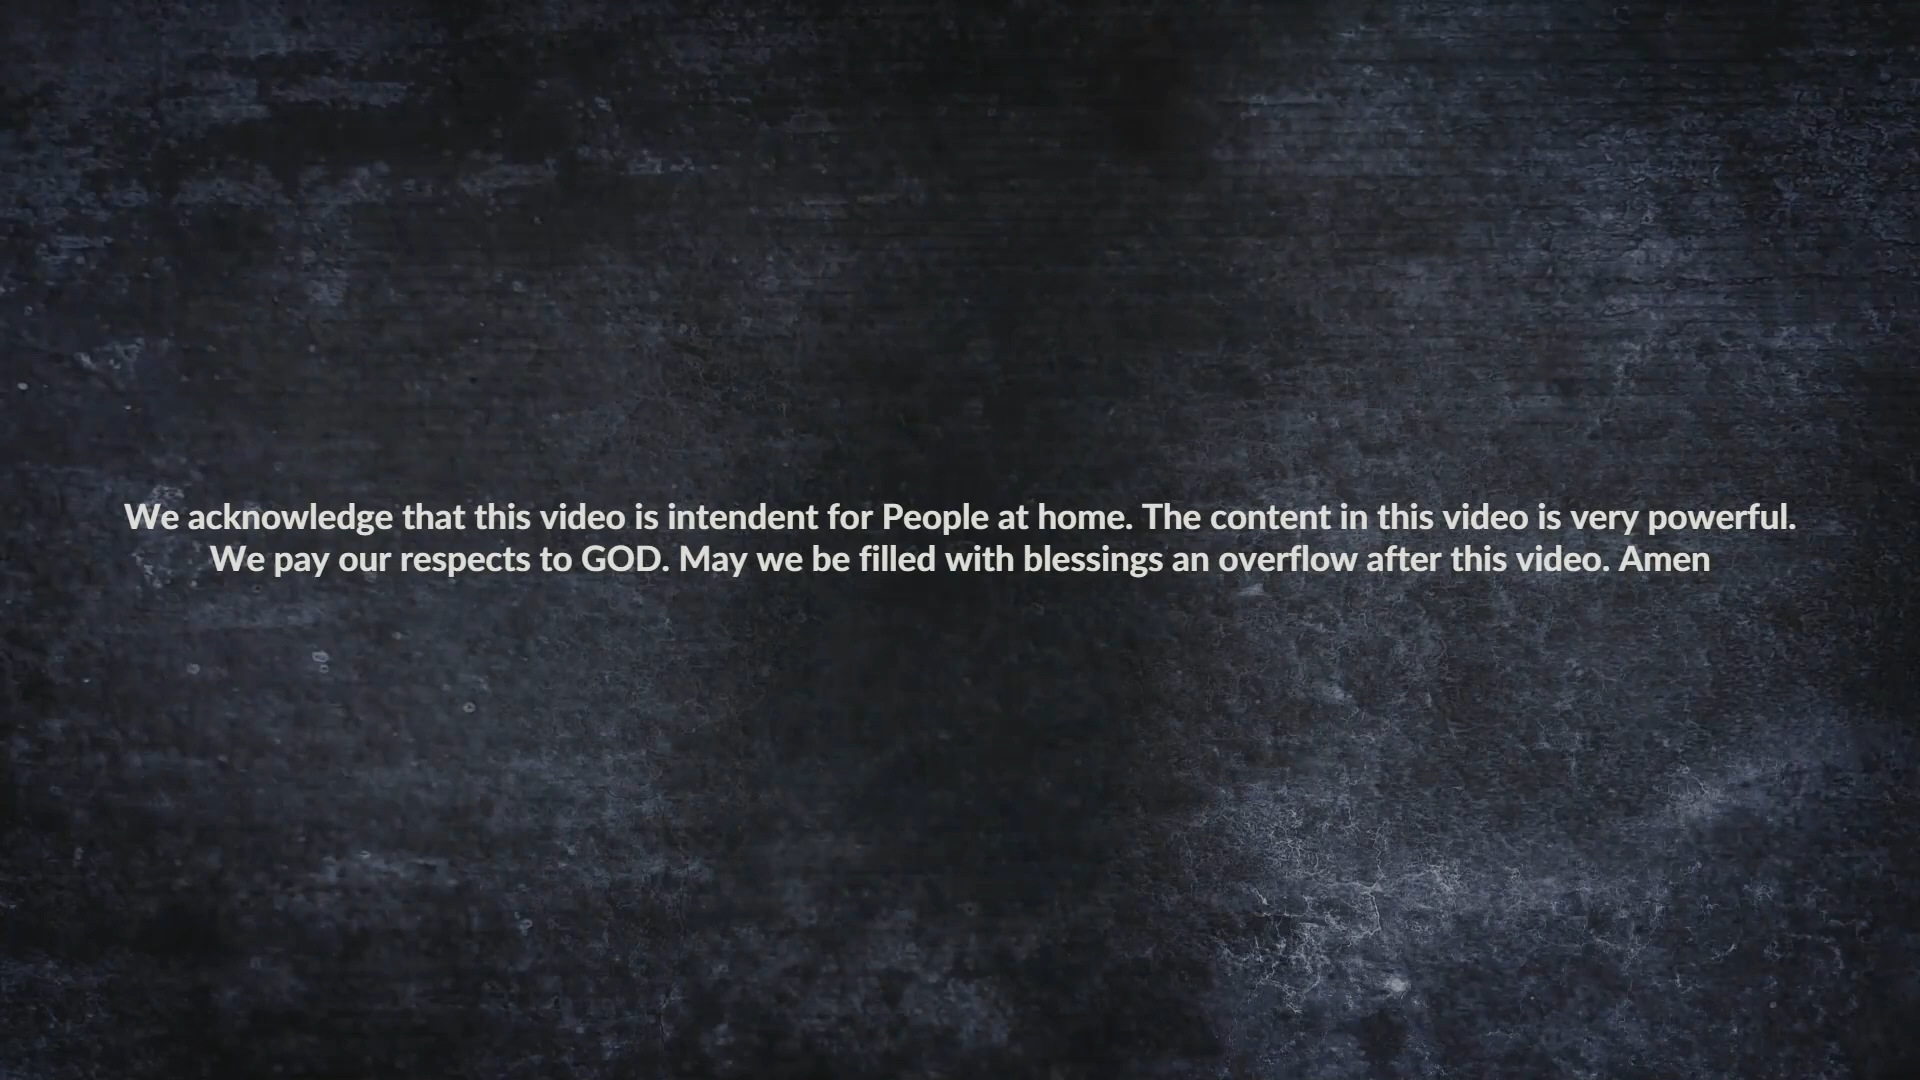 We acknowledge that this video is intendent for People at home. The content in this video is very powerful.
We pay our respects to GOD. May we be filled with blessings an overflow after this video. Amen